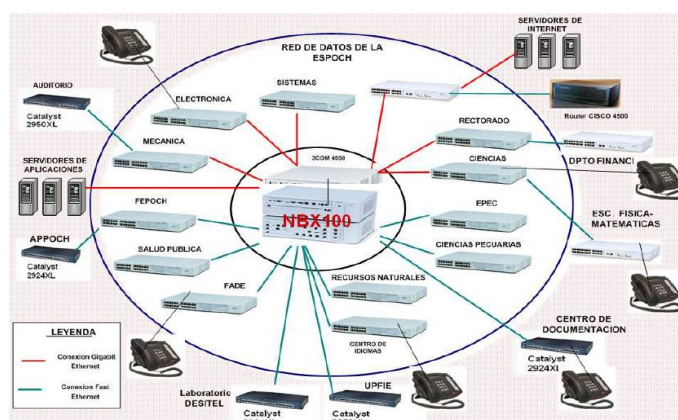 SERVIDORES DE
INTERNET
RED DE DATOS DE LA
ESPOCH
AUDITORIO
Catalyst
2950XL
ELECTRONICA
SISTEMAS
Router CISCO 4500
MECANICA
RECTORADO
3COM 4950
SERVIDORES DE
APLICACIONES
CIENCIAS
DPTO FINANCI
NBX100
FEPOCH
EPEC
ESC. FISICA-
MATEMATICAS
APPOCH
Catalyst
2924XL
SALUD PUBLICA
CIENCIAS PECUARIAS
FADE
RECURSOS NATURALES
CENTRO DE
IDIOMAS
CENTRO DE
DOCUMENTACION
Catalyst
2924XL
LEYENDA
Conexion Gigabit
Ethernet
Conexion Fast
Ethernet
Laboratorio
DESITEL
Catalyst
UPFIE
Catalyst